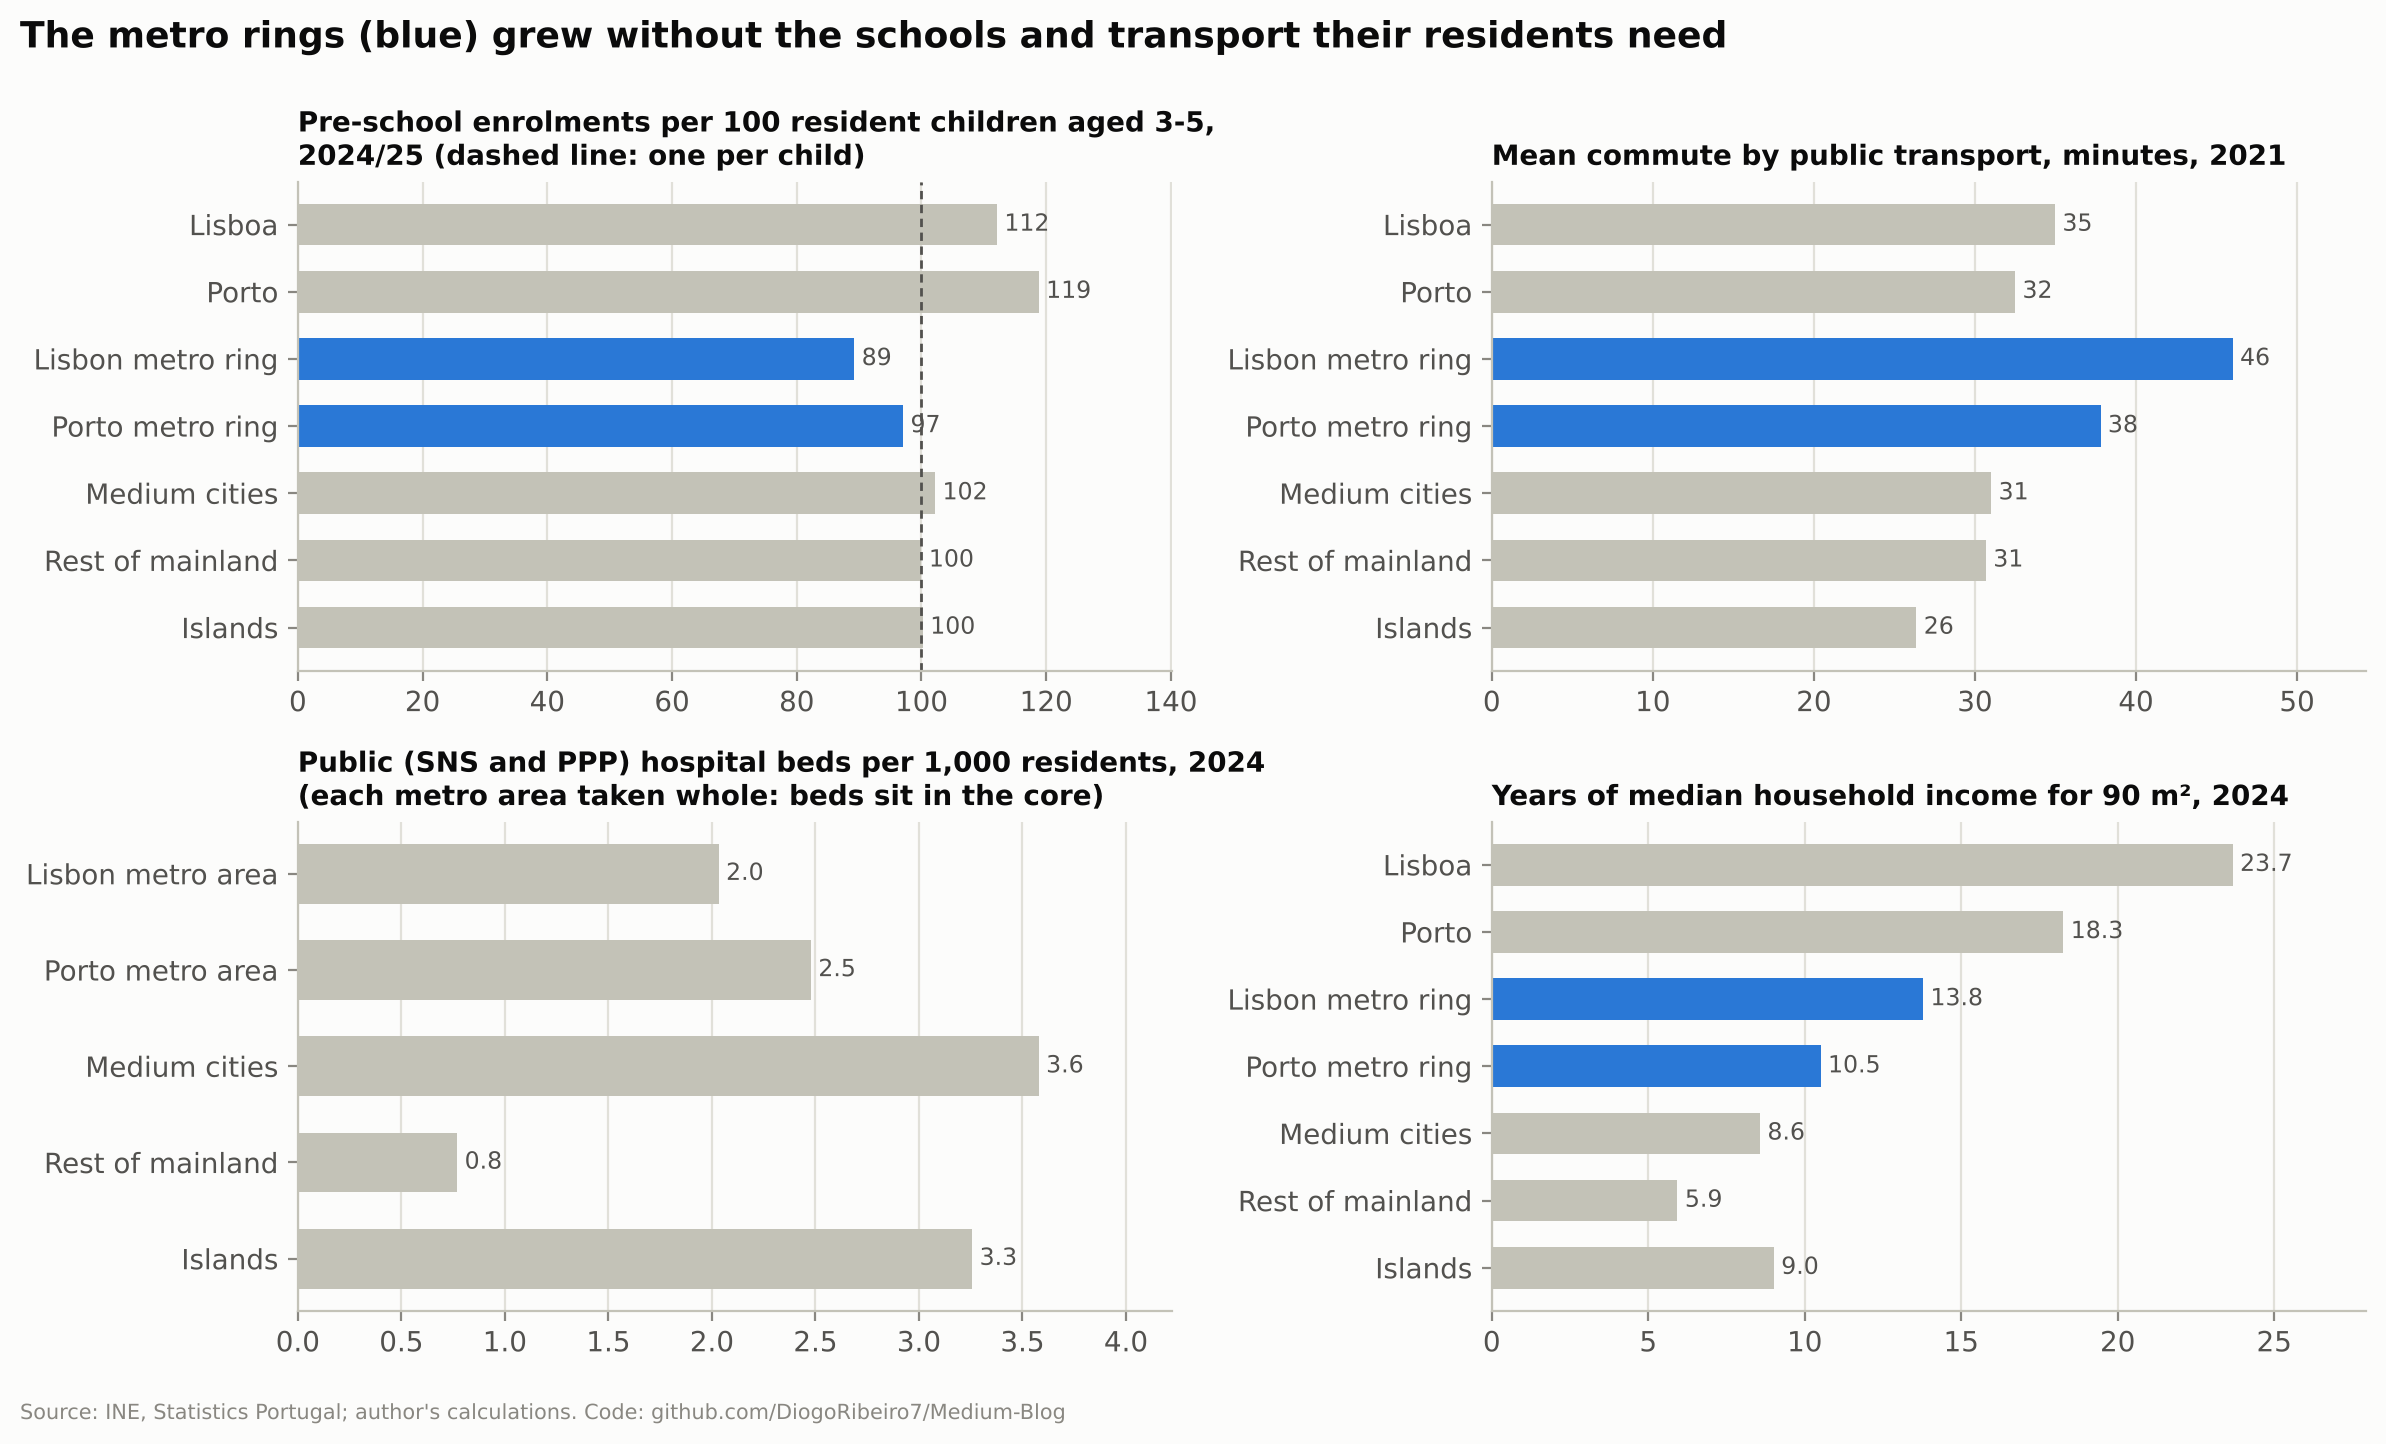 The metro rings (blue) grew without the schools and transport their residents need
Pre-school enrolments per 100 resident children aged 3-5,
2024/25 (dashed line: one per child)
Lisboa
112
Porto
119
Lisbon metro ring
89
Porto metro ring
97
Medium cities
102
Rest of mainland
100
Islands
100
0 20 40 60 80 100 120 140
Mean commute by public transport, minutes, 2021
Lisboa
35
Porto
32
Lisbon metro ring
46
Porto metro ring
38
Medium cities
31
Rest of mainland
31
Islands
26
0 10 20 30 40 50
Public (SNS and PPP) hospital beds per 1,000 residents, 2024
(each metro area taken whole: beds sit in the core)
Lisbon metro area
2.0
Porto metro area
2.5
Medium cities
3.6
Rest of mainland
0.8
Islands
3.3
0.0 0.5 1.0 1.5 2.0 2.5 3.0 3.5 4.0
Years of median household income for 90 m², 2024
Lisboa
23.7
Porto
18.3
Lisbon metro ring
13.8
Porto metro ring
10.5
Medium cities
8.6
Rest of mainland
5.9
Islands
9.0
0 5 10 15 20 25
Source: INE, Statistics Portugal; author's calculations. Code: github.com/DiogoRibeiro7/Medium-Blog